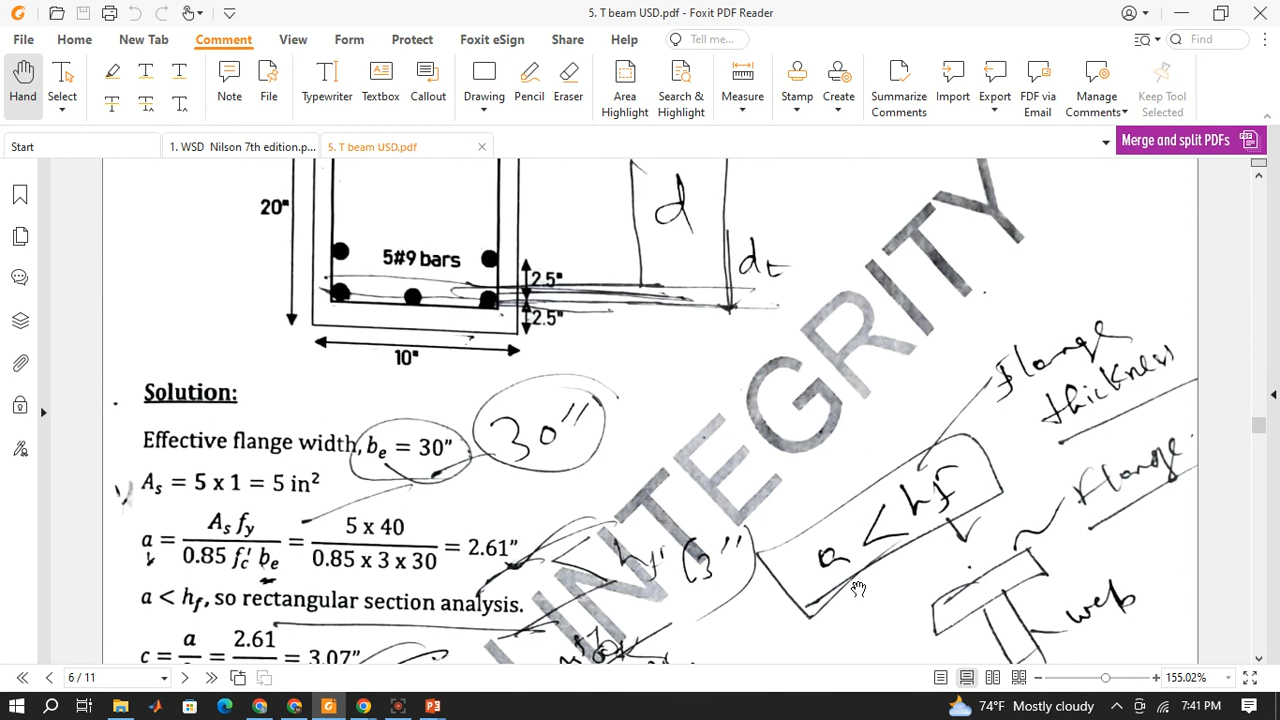 5. T beam USD.pdf - Foxit PDF Reader
File Home New Tab Comment View Form Protect Foxit eSign Share Help Tell me... Find
Hand Select Note File Typewriter Textbox Callout Drawing Pencil Eraser Area Highlight Search & Highlight Measure Stamp Create Summarize Comments Import Export FDF via Email Manage Comments Keep Tool Selected
Start 1. WSD Nilson 7th edition.p... 5. T beam USD.pdf Merge and split PDFs
20"
d
5#9 bars
dt
2.5"
2.5"
10"
INTEGRITY
Flange
thickness
Solution:
Effective flange width, be = 30"
30"
As = 5 x 1 = 5 in²
a = As fy / 0.85 f'c be = 5 x 40 / 0.85 x 3 x 30 = 2.61"
< hf (3"
a < hf
Flange
web
a < hf, so rectangular section analysis.
c = a = 2.61 = 3.07"
6 / 11 155.02%
74°F Mostly cloudy 7:41 PM